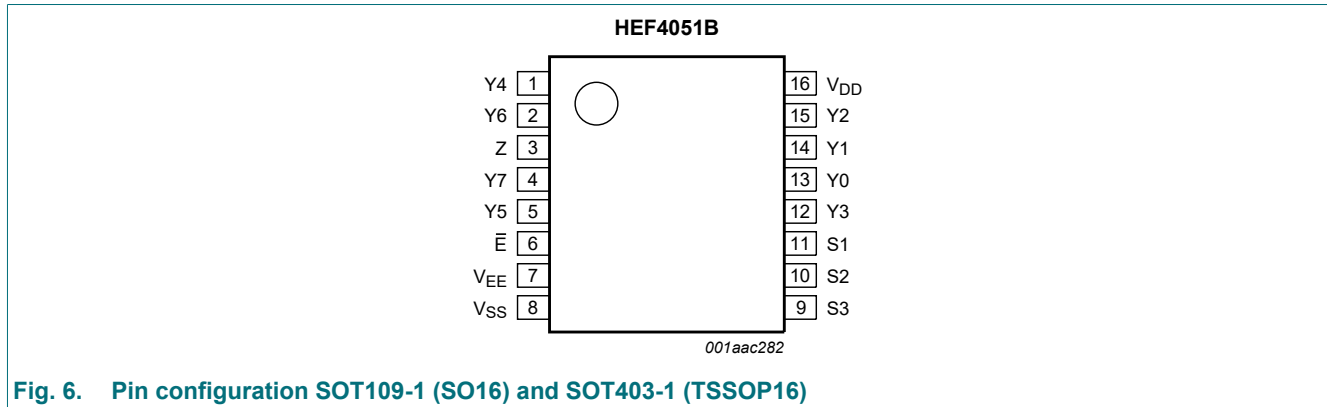 HEF4051B
Y4 1 16 VDD
Y6 2 15 Y2
Z 3 14 Y1
Y7 4 13 Y0
Y5 5 12 Y3
E̅ 6 11 S1
VEE 7 10 S2
VSS 8 9 S3
001aac282
Fig. 6. Pin configuration SOT109-1 (SO16) and SOT403-1 (TSSOP16)